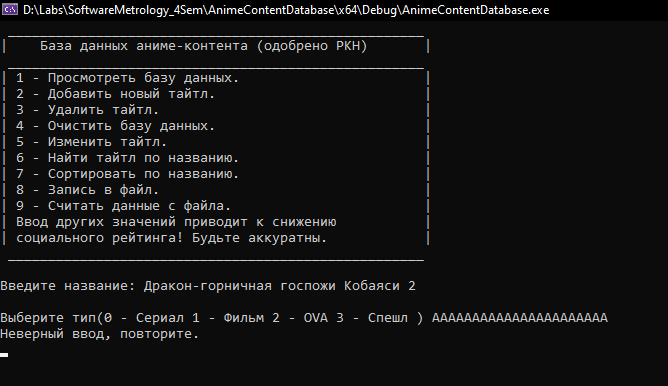 D:\Labs\SoftwareMetrology_4Sem\AnimeContentDatabase\x64\Debug\AnimeContentDatabase.exe
База данных аниме-контента (одобрено РКН)
1 - Просмотреть базу данных.
2 - Добавить новый тайтл.
3 - Удалить тайтл.
4 - Очистить базу данных.
5 - Изменить тайтл.
6 - Найти тайтл по названию.
7 - Сортировать по названию.
8 - Запись в файл.
9 - Считать данные с файла.
Ввод других значений приводит к снижению
социального рейтинга! Будьте аккуратны.
Введите название: Дракон-горничная госпожи Кобаяси 2
Выберите тип(0 - Сериал 1 - Фильм 2 - OVA 3 - Спешл ) AAAAAAAAAAAAAAAAAAAAAA
Неверный ввод, повторите.